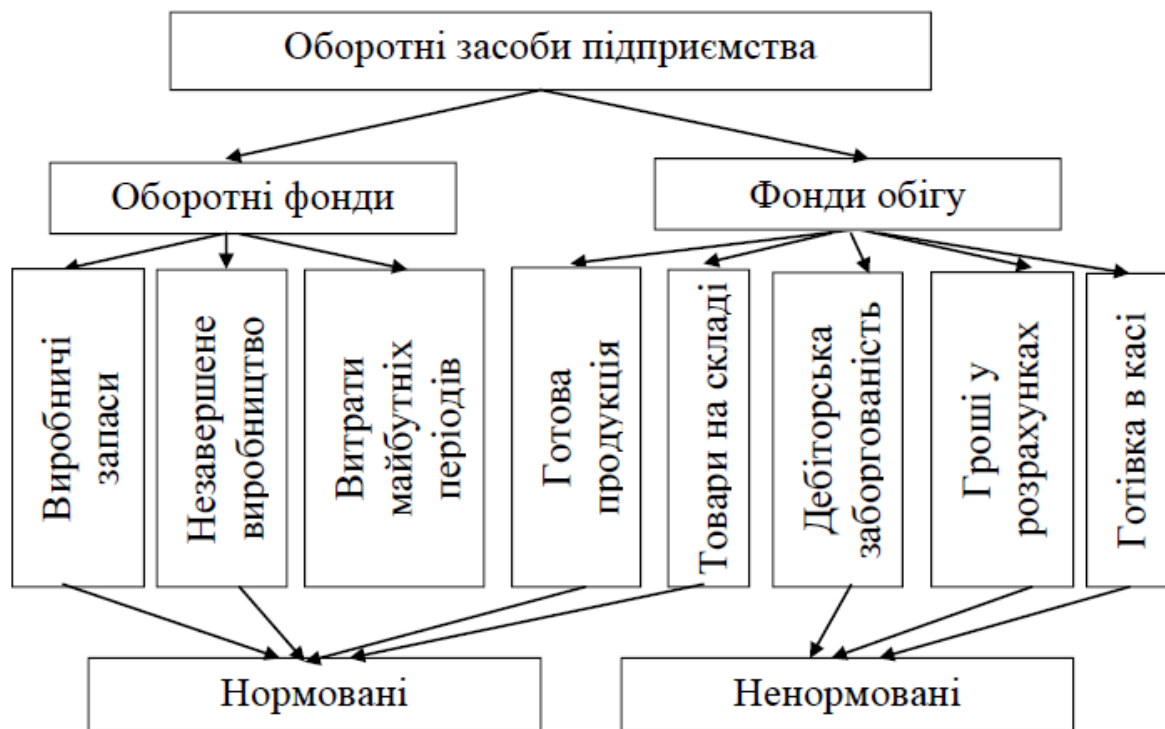 Оборотні засоби підприємства
Оборотні фонди
Фонди обігу
Виробничі
запаси
Незавершене
виробництво
Витрати
майбутніх
періодів
Готова
продукція
Товари на складі
Дебіторська
заборгованість
Гроші у
розрахунках
Готівка в касі
Нормовані
Ненормовані